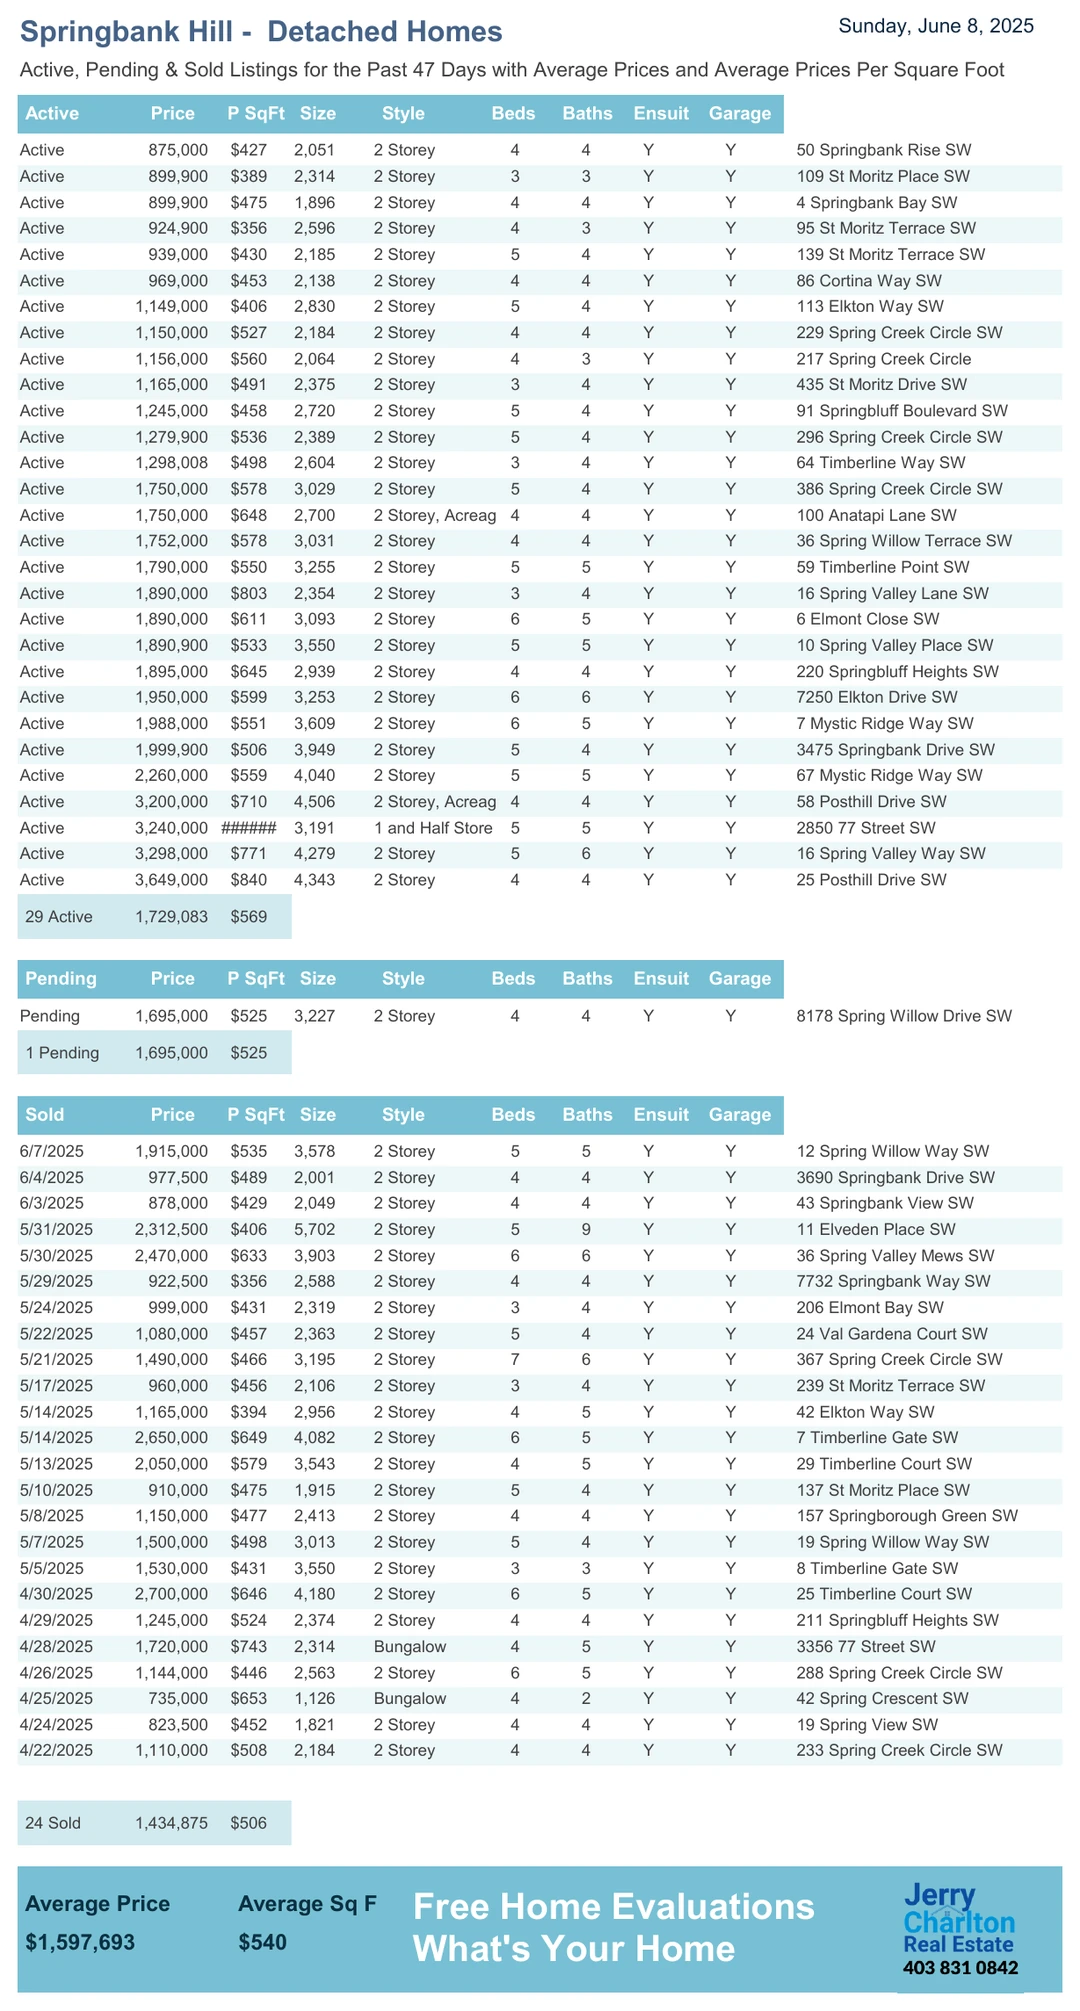 Springbank Hill -  Detached Homes
Sunday, June 8, 2025
Active, Pending & Sold Listings for the Past 47 Days with Average Prices and Average Prices Per Square Foot
Active Price P SqFt Size Style Beds Baths Ensuit Garage
Active 875,000 $427 2,051 2 Storey 4 4 Y Y 50 Springbank Rise SW
Active 899,900 $389 2,314 2 Storey 3 3 Y Y 109 St Moritz Place SW
Active 899,900 $475 1,896 2 Storey 4 4 Y Y 4 Springbank Bay SW
Active 924,900 $356 2,596 2 Storey 4 3 Y Y 95 St Moritz Terrace SW
Active 939,000 $430 2,185 2 Storey 5 4 Y Y 139 St Moritz Terrace SW
Active 969,000 $453 2,138 2 Storey 4 4 Y Y 86 Cortina Way SW
Active 1,149,000 $406 2,830 2 Storey 5 4 Y Y 113 Elkton Way SW
Active 1,150,000 $527 2,184 2 Storey 4 4 Y Y 229 Spring Creek Circle SW
Active 1,156,000 $560 2,064 2 Storey 4 3 Y Y 217 Spring Creek Circle
Active 1,165,000 $491 2,375 2 Storey 3 4 Y Y 435 St Moritz Drive SW
Active 1,245,000 $458 2,720 2 Storey 5 4 Y Y 91 Springbluff Boulevard SW
Active 1,279,900 $536 2,389 2 Storey 5 4 Y Y 296 Spring Creek Circle SW
Active 1,298,008 $498 2,604 2 Storey 3 4 Y Y 64 Timberline Way SW
Active 1,750,000 $578 3,029 2 Storey 5 4 Y Y 386 Spring Creek Circle SW
Active 1,750,000 $648 2,700 2 Storey, Acreag 4 4 Y Y 100 Anatapi Lane SW
Active 1,752,000 $578 3,031 2 Storey 4 4 Y Y 36 Spring Willow Terrace SW
Active 1,790,000 $550 3,255 2 Storey 5 5 Y Y 59 Timberline Point SW
Active 1,890,000 $803 2,354 2 Storey 3 4 Y Y 16 Spring Valley Lane SW
Active 1,890,000 $611 3,093 2 Storey 6 5 Y Y 6 Elmont Close SW
Active 1,890,900 $533 3,550 2 Storey 5 5 Y Y 10 Spring Valley Place SW
Active 1,895,000 $645 2,939 2 Storey 4 4 Y Y 220 Springbluff Heights SW
Active 1,950,000 $599 3,253 2 Storey 6 6 Y Y 7250 Elkton Drive SW
Active 1,988,000 $551 3,609 2 Storey 6 5 Y Y 7 Mystic Ridge Way SW
Active 1,999,900 $506 3,949 2 Storey 5 4 Y Y 3475 Springbank Drive SW
Active 2,260,000 $559 4,040 2 Storey 5 5 Y Y 67 Mystic Ridge Way SW
Active 3,200,000 $710 4,506 2 Storey, Acreag 4 4 Y Y 58 Posthill Drive SW
Active 3,240,000 ###### 3,191 1 and Half Store 5 5 Y Y 2850 77 Street SW
Active 3,298,000 $771 4,279 2 Storey 5 6 Y Y 16 Spring Valley Way SW
Active 3,649,000 $840 4,343 2 Storey 4 4 Y Y 25 Posthill Drive SW
29 Active 1,729,083 $569
Pending Price P SqFt Size Style Beds Baths Ensuit Garage
Pending 1,695,000 $525 3,227 2 Storey 4 4 Y Y 8178 Spring Willow Drive SW
1 Pending 1,695,000 $525
Sold Price P SqFt Size Style Beds Baths Ensuit Garage
6/7/2025 1,915,000 $535 3,578 2 Storey 5 5 Y Y 12 Spring Willow Way SW
6/4/2025 977,500 $489 2,001 2 Storey 4 4 Y Y 3690 Springbank Drive SW
6/3/2025 878,000 $429 2,049 2 Storey 4 4 Y Y 43 Springbank View SW
5/31/2025 2,312,500 $406 5,702 2 Storey 5 9 Y Y 11 Elveden Place SW
5/30/2025 2,470,000 $633 3,903 2 Storey 6 6 Y Y 36 Spring Valley Mews SW
5/29/2025 922,500 $356 2,588 2 Storey 4 4 Y Y 7732 Springbank Way SW
5/24/2025 999,000 $431 2,319 2 Storey 3 4 Y Y 206 Elmont Bay SW
5/22/2025 1,080,000 $457 2,363 2 Storey 5 4 Y Y 24 Val Gardena Court SW
5/21/2025 1,490,000 $466 3,195 2 Storey 7 6 Y Y 367 Spring Creek Circle SW
5/17/2025 960,000 $456 2,106 2 Storey 3 4 Y Y 239 St Moritz Terrace SW
5/14/2025 1,165,000 $394 2,956 2 Storey 4 5 Y Y 42 Elkton Way SW
5/14/2025 2,650,000 $649 4,082 2 Storey 6 5 Y Y 7 Timberline Gate SW
5/13/2025 2,050,000 $579 3,543 2 Storey 4 5 Y Y 29 Timberline Court SW
5/10/2025 910,000 $475 1,915 2 Storey 5 4 Y Y 137 St Moritz Place SW
5/8/2025 1,150,000 $477 2,413 2 Storey 4 4 Y Y 157 Springborough Green SW
5/7/2025 1,500,000 $498 3,013 2 Storey 5 4 Y Y 19 Spring Willow Way SW
5/5/2025 1,530,000 $431 3,550 2 Storey 3 3 Y Y 8 Timberline Gate SW
4/30/2025 2,700,000 $646 4,180 2 Storey 6 5 Y Y 25 Timberline Court SW
4/29/2025 1,245,000 $524 2,374 2 Storey 4 4 Y Y 211 Springbluff Heights SW
4/28/2025 1,720,000 $743 2,314 Bungalow 4 5 Y Y 3356 77 Street SW
4/26/2025 1,144,000 $446 2,563 2 Storey 6 5 Y Y 288 Spring Creek Circle SW
4/25/2025 735,000 $653 1,126 Bungalow 4 2 Y Y 42 Spring Crescent SW
4/24/2025 823,500 $452 1,821 2 Storey 4 4 Y Y 19 Spring View SW
4/22/2025 1,110,000 $508 2,184 2 Storey 4 4 Y Y 233 Spring Creek Circle SW
24 Sold 1,434,875 $506
Average Price Average Sq F
$1,597,693 $540
Free Home Evaluations
What's Your Home
Jerry
Charlton
Real Estate
403 831 0842